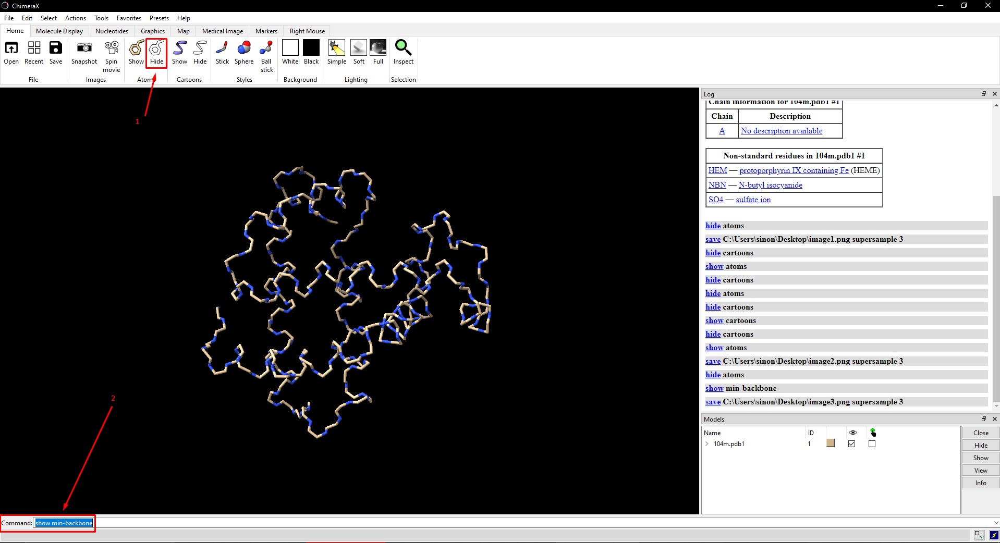 ChimeraX
File Edit Select Actions Tools Favorites Presets Help
Home Molecule Display Nucleotides Graphics Map Medical Image Markers Right Mouse
Open Recent Save Snapshot Spin movie Show Hide Show Hide Stick Sphere Ball stick White Black Simple Soft Full Inspect
File Images Atoms Cartoons Styles Background Lighting Selection
1
2
Log
Chain information for 104m.pdb1 #1
Chain Description
A No description available
Non-standard residues in 104m.pdb1 #1
HEM — protoporphyrin IX containing Fe (HEME)
NBN — N-butyl isocyanide
SO4 — sulfate ion
hide atoms
save C:\Users\sinon\Desktop\image1.png supersample 3
hide cartoons
show atoms
hide cartoons
hide atoms
hide cartoons
show cartoons
hide cartoons
show atoms
save C:\Users\sinon\Desktop\image2.png supersample 3
hide atoms
show min-backbone
save C:\Users\sinon\Desktop\image3.png supersample 3
Models
Name ID
104m.pdb1 1
Close
Hide
Show
View
Info
Command: show min-backbone